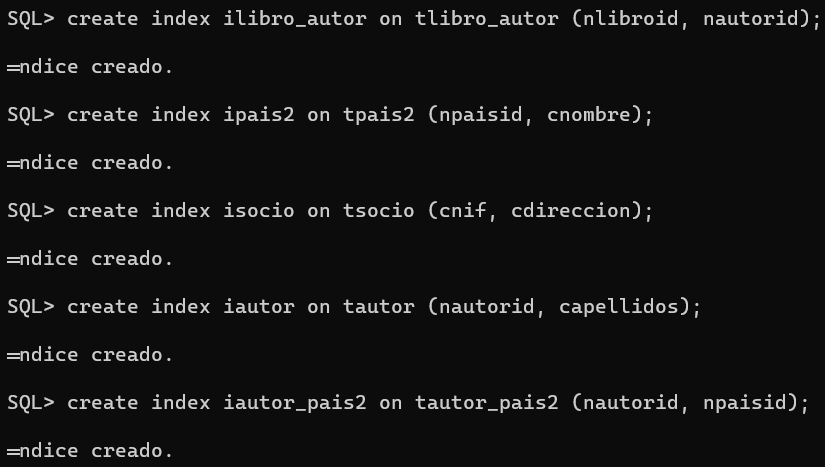 SQL> create index ilibro_autor on tlibro_autor (nlibroid, nautorid);
═ndice creado.
SQL> create index ipais2 on tpais2 (npaisid, cnombre);
═ndice creado.
SQL> create index isocio on tsocio (cnif, cdireccion);
═ndice creado.
SQL> create index iautor on tautor (nautorid, capellidos);
═ndice creado.
SQL> create index iautor_pais2 on tautor_pais2 (nautorid, npaisid);
═ndice creado.